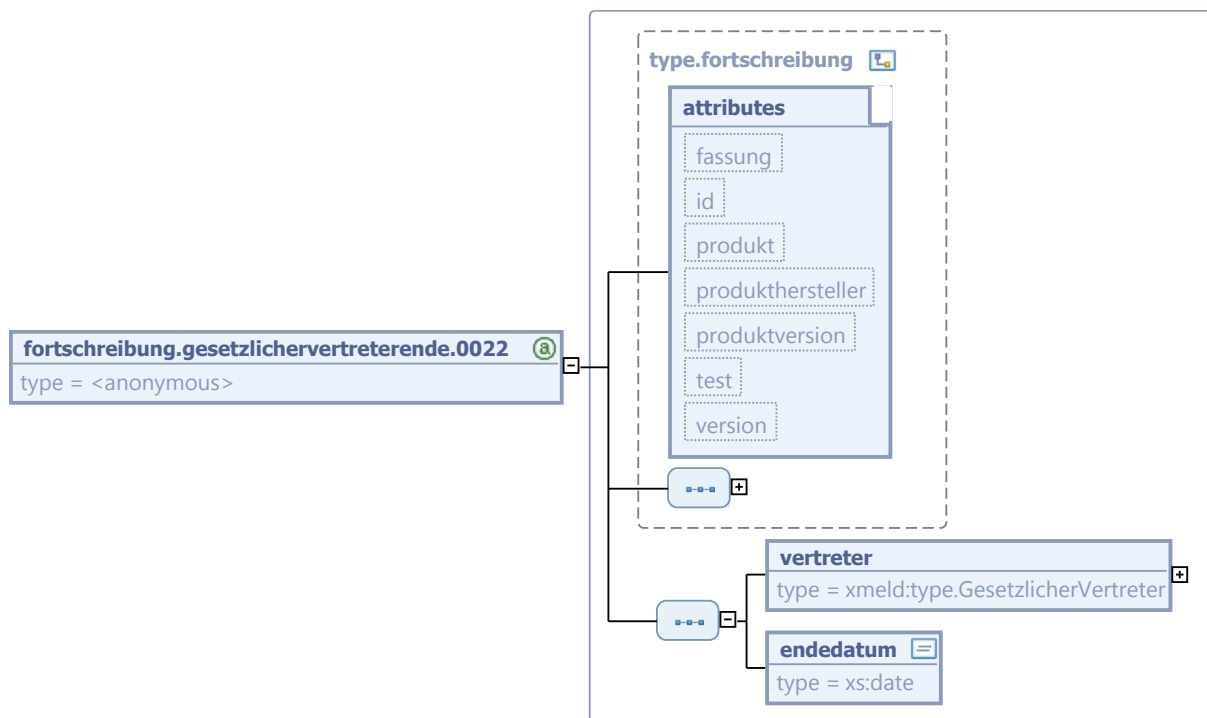 type.fortschreibung
attributes
fassung
id
produkt
produkthersteller
produktversion
test
version
fortschreibung.gesetzlichervertreterende.0022
type = <anonymous>
vertreter
type = xmeld:type.GesetzlicherVertreter
endedatum
type = xs:date